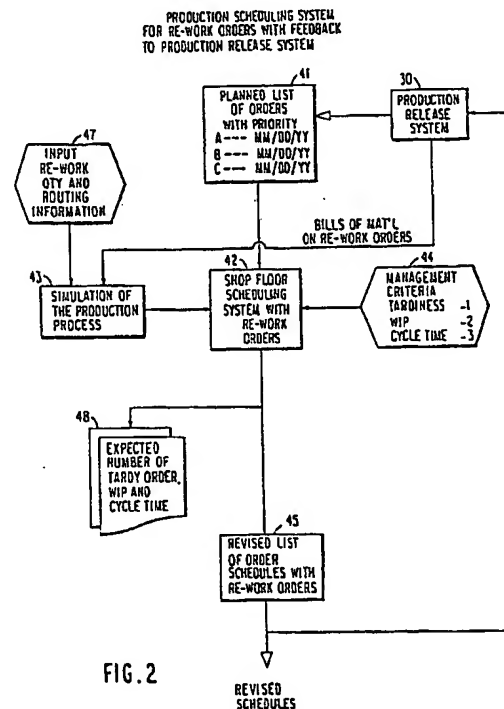 PRODUCTION SCHEDULING SYSTEM
FOR RE-WORK ORDERS WITH FEEDBACK
TO PRODUCTION RELEASE SYSTEM
41
PLANNED LIST
OF ORDERS
WITH PRIORITY
A --- MM/DD/YY
B --- MM/DD/YY
C --- MM/DD/YY
30
PRODUCTION
RELEASE
SYSTEM
47
INPUT
RE-WORK
QTY AND
ROUTING
INFORMATION
BILLS OF MAT'L
ON RE-WORK ORDERS
43
SIMULATION OF
THE PRODUCTION
PROCESS
42
SHOP FLOOR
SCHEDULING
SYSTEM WITH
RE-WORK
ORDERS
44
MANAGEMENT
CRITERIA
TARDINESS -1
WIP -2
CYCLE TIME -3
48
EXPECTED
NUMBER OF
TARDY ORDER,
WIP AND
CYCLE TIME
45
REVISED LIST
OF ORDER
SCHEDULES WITH
RE-WORK ORDERS
FIG.2
REVISED
SCHEDULES